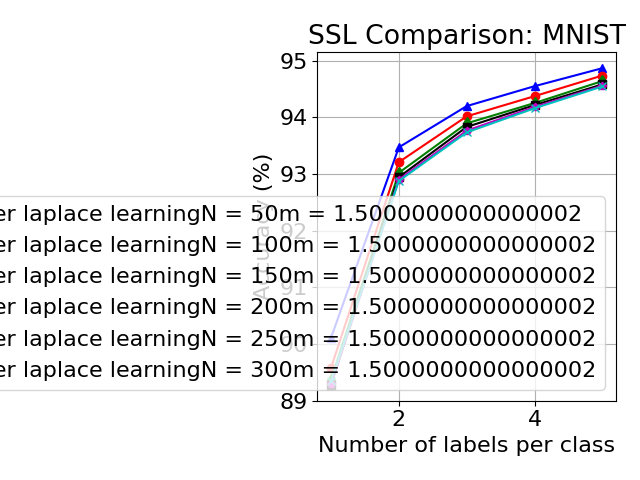 SSL Comparison: MNIST
95
94
93
92
91
90
89
Accuracy (%)
er laplace learningN = 50m = 1.5000000000000002
er laplace learningN = 100m = 1.5000000000000002
er laplace learningN = 150m = 1.5000000000000002
er laplace learningN = 200m = 1.5000000000000002
er laplace learningN = 250m = 1.5000000000000002
er laplace learningN = 300m = 1.5000000000000002
2 4
Number of labels per class